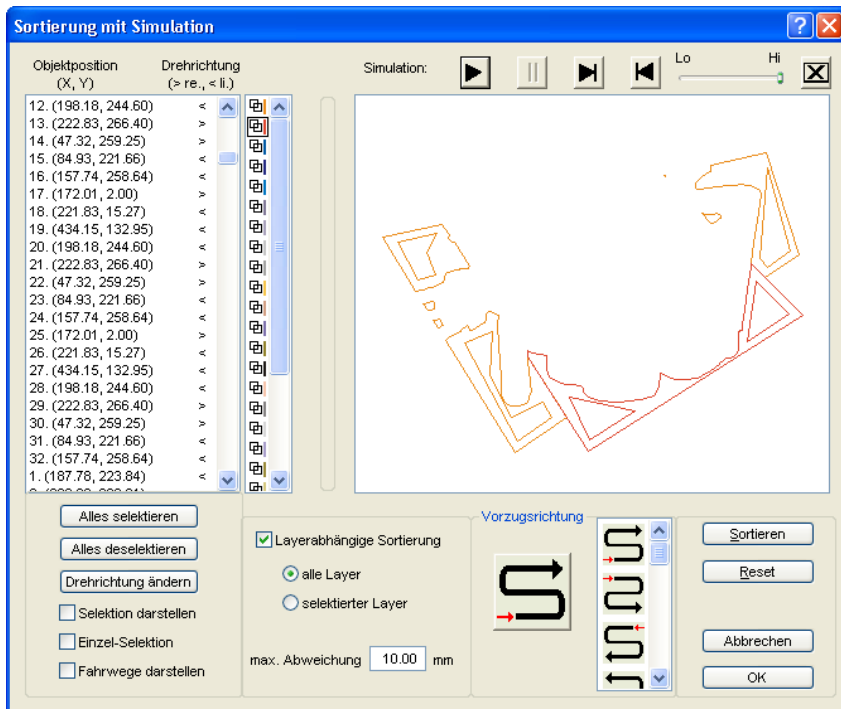 Sortierung mit Simulation
Objektposition
(X, Y)
Drehrichtung
(> re., < li.)
Simulation:
Lo
Hi
12. (198.18, 244.60) <
13. (222.83, 266.40) >
14. (47.32, 259.25) >
15. (84.93, 221.66) <
16. (157.74, 258.64) <
17. (172.01, 2.00) >
18. (221.83, 15.27) <
19. (434.15, 132.95) <
20. (198.18, 244.60) <
21. (222.83, 266.40) >
22. (47.32, 259.25) >
23. (84.93, 221.66) <
24. (157.74, 258.64) <
25. (172.01, 2.00) >
26. (221.83, 15.27) <
27. (434.15, 132.95) <
28. (198.18, 244.60) <
29. (222.83, 266.40) >
30. (47.32, 259.25) >
31. (84.93, 221.66) <
32. (157.74, 258.64) <
1. (187.78, 223.84) <
Alles selektieren
Alles deselektieren
Drehrichtung ändern
Selektion darstellen
Einzel-Selektion
Fahrwege darstellen
Layerabhängige Sortierung
alle Layer
selektierter Layer
max. Abweichung 10.00 mm
Vorzugsrichtung
Sortieren
Reset
Abbrechen
OK